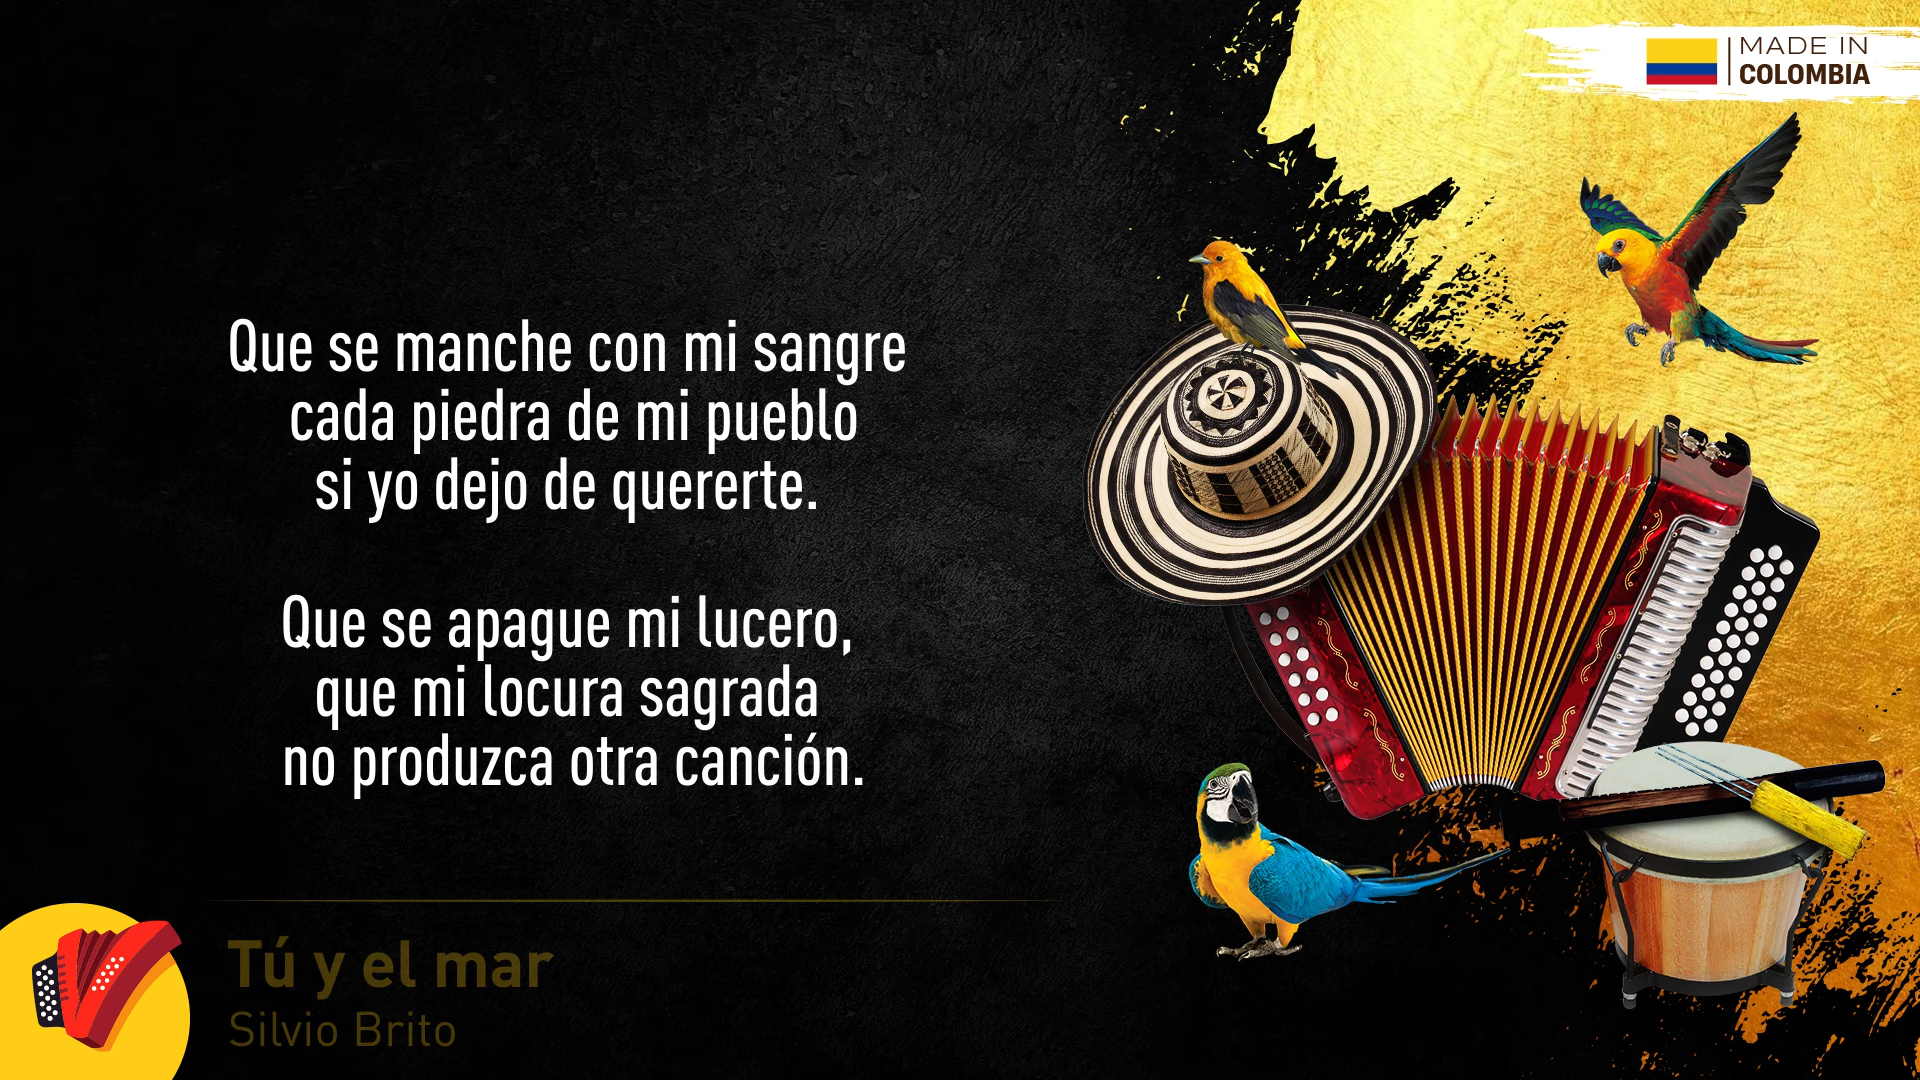 MADE IN
COLOMBIA
Que se manche con mi sangre
cada piedra de mi pueblo
si yo dejo de quererte.
Que se apague mi lucero,
que mi locura sagrada
no produzca otra canción.
Tú y el mar
Silvio Brito